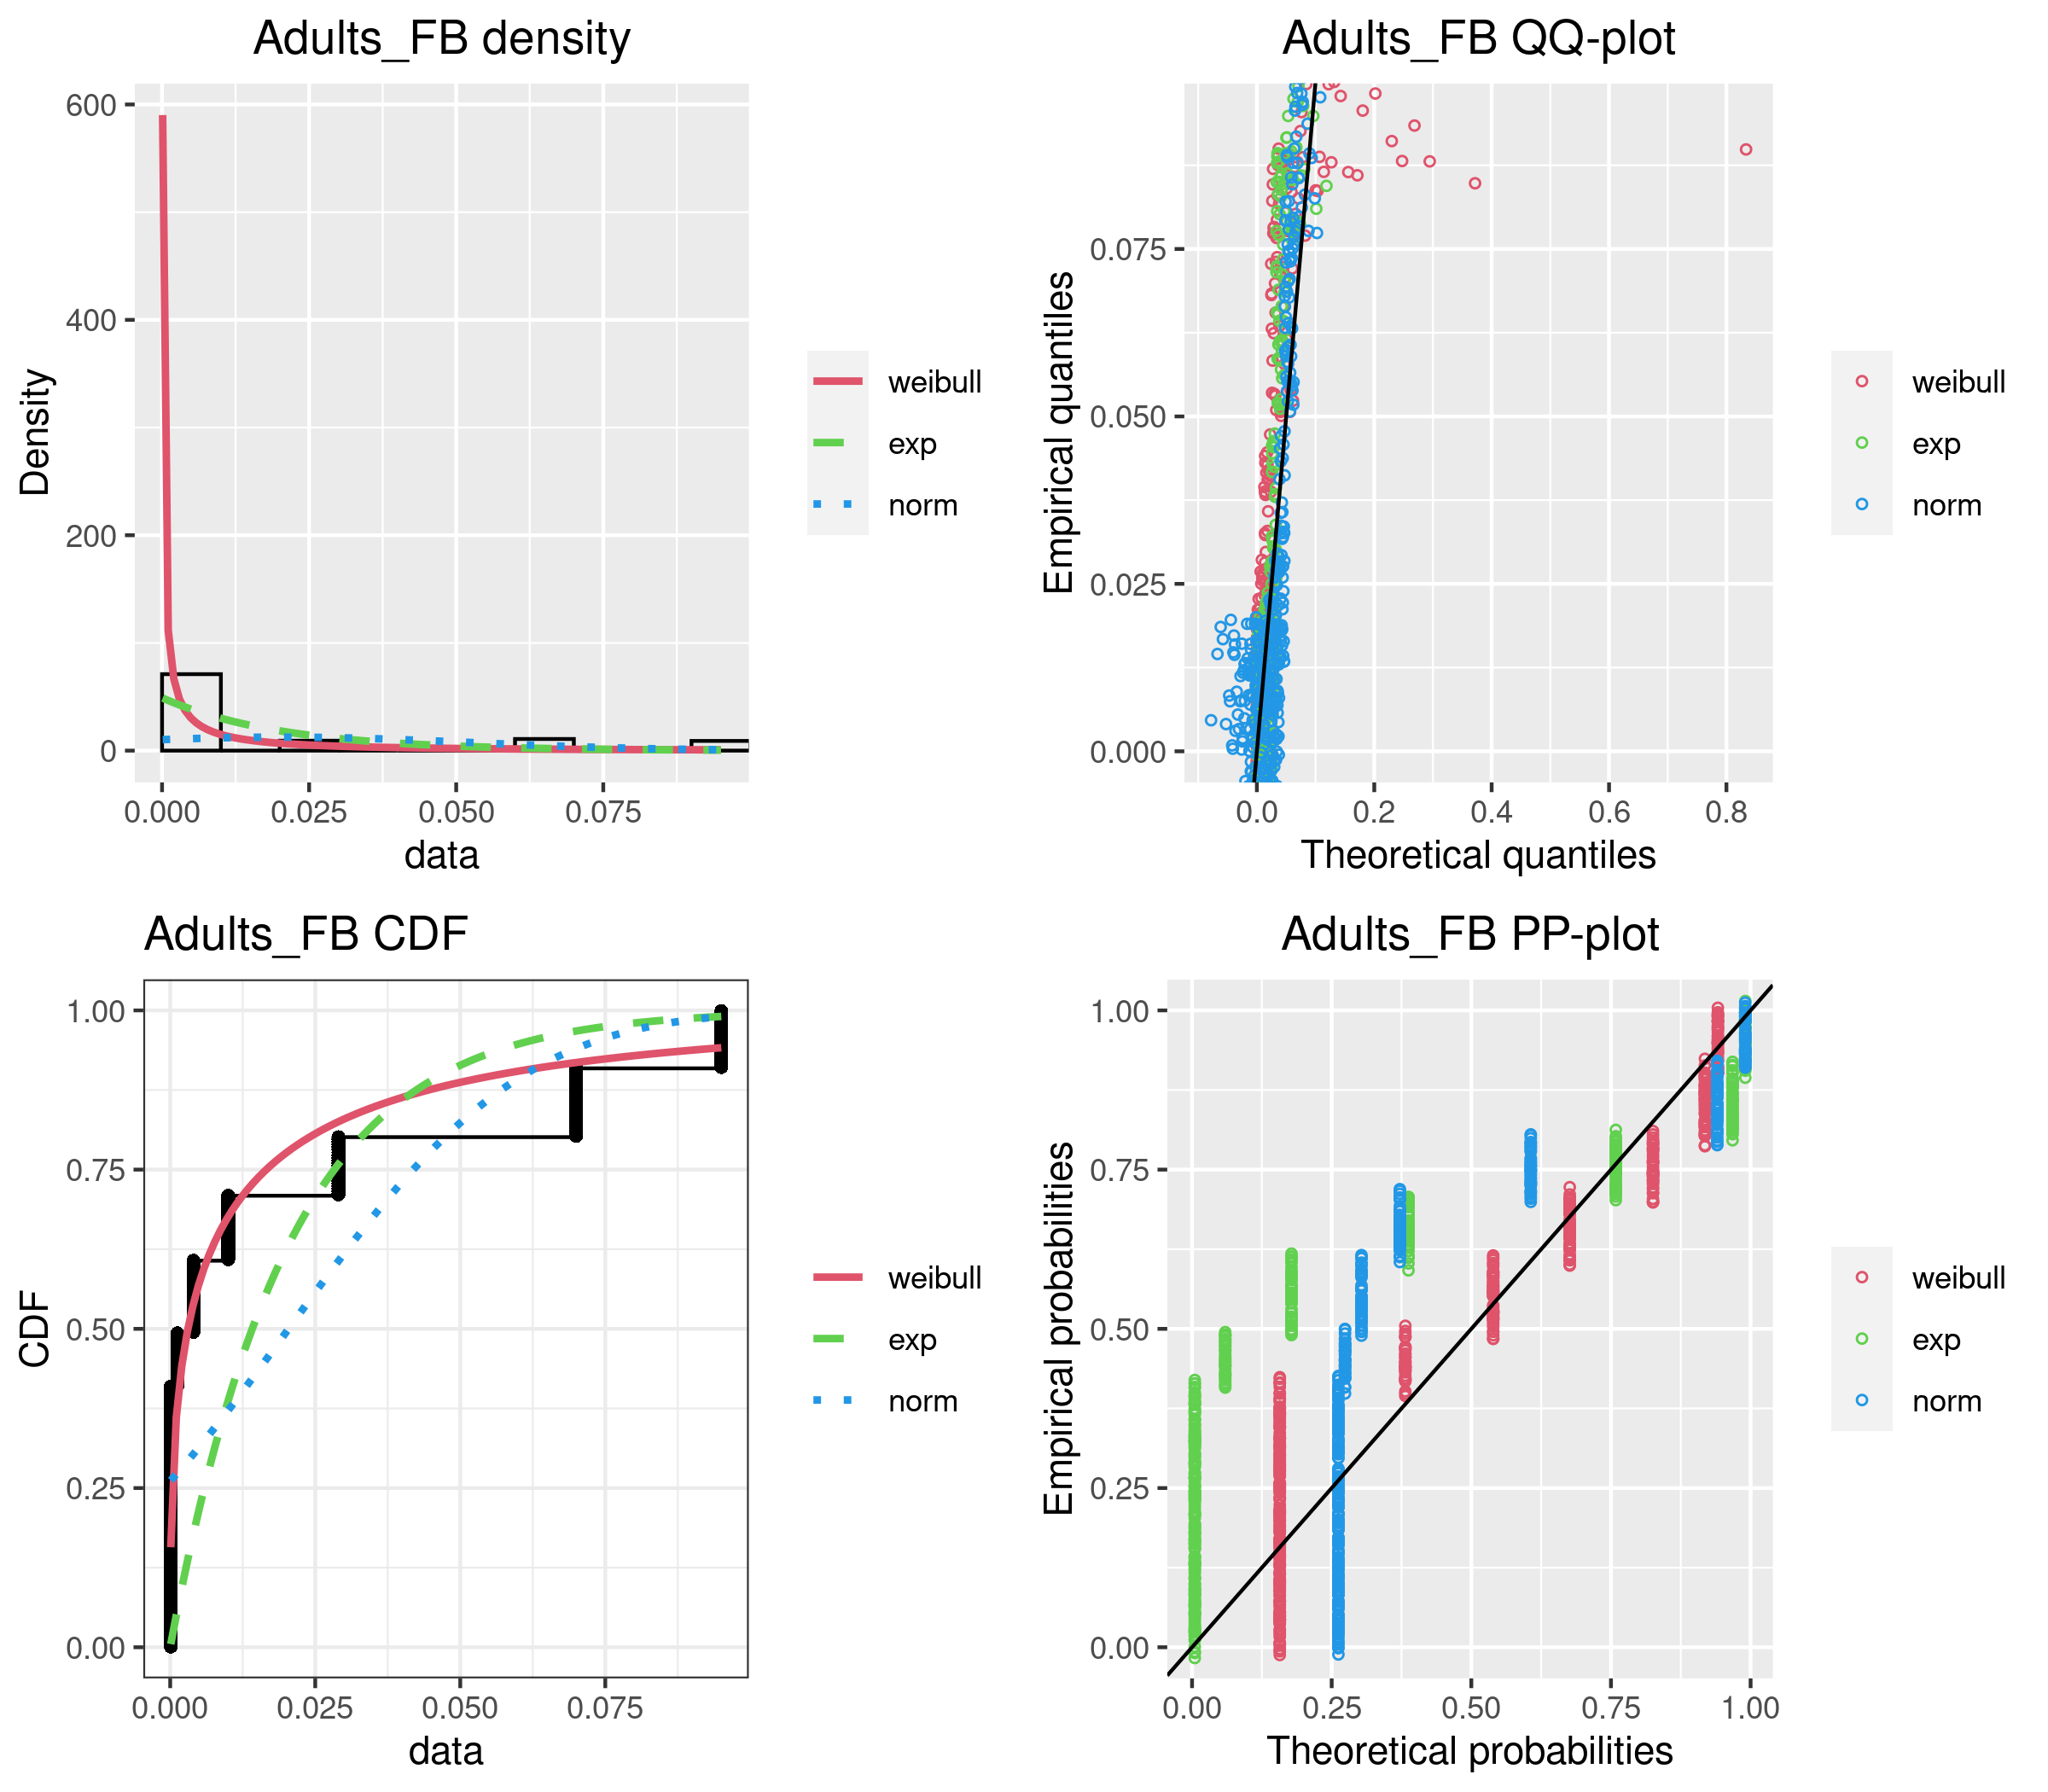 Adults_FB density
Density
600
400
200
0
0.000 0.025 0.050 0.075
data
weibull
exp
norm
Adults_FB QQ-plot
Empirical quantiles
0.075
0.050
0.025
0.000
0.0 0.2 0.4 0.6 0.8
Theoretical quantiles
weibull
exp
norm
Adults_FB CDF
CDF
1.00
0.75
0.50
0.25
0.00
0.000 0.025 0.050 0.075
data
weibull
exp
norm
Adults_FB PP-plot
Empirical probabilities
1.00
0.75
0.50
0.25
0.00
0.00 0.25 0.50 0.75 1.00
Theoretical probabilities
weibull
exp
norm